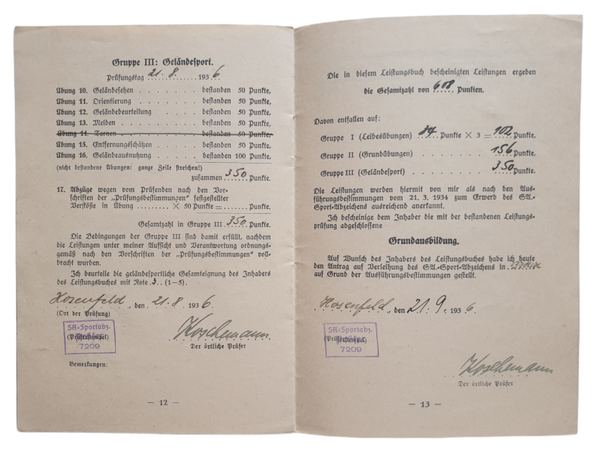 Gruppe III: Geländesport.
Prüfungstag 21. 8. 1936
Übung 10. Geländesehen . . . . . . . bestanden 50 Punkte.
Übung 11. Orientierung . . . . . . . bestanden 50 Punkte.
Übung 12. Geländebeurteilung . . . . bestanden 50 Punkte.
Übung 13. Melden . . . . . . . . . bestanden 50 Punkte.
Übung 14. Tarnen . . . . . . . . . bestanden 50 Punkte.
Übung 15. Entfernungsschätzen . . . . bestanden 50 Punkte.
Übung 16. Geländeausnutzung . . . . . bestanden 100 Punkte.
(nicht bestandene Übungen: ganze Zeile streichen!)
zusammen 350 Punkte.
17. Abzüge wegen vom Prüfenden nach den Vorschriften der „Prüfungsbestimmungen" festgestellter
Verstöße in Übung . . . . . . . × 50 = . . . . . Punkte.
Gesamtzahl in Gruppe III 350 Punkte.
Die Bedingungen der Gruppe III sind damit erfüllt, nachdem
die Leistungen unter meiner Aufsicht und Verantwortung ordnungsgemäß nach den Vorschriften der „Prüfungsbestimmungen" vollbracht wurden.
Ich beurteile die geländesportliche Gesamteignung des Inhabers
des Leistungsbuches mit Note 3. (1–5).
Hosenfeld, den 21. 8. 1936
(Ort der Prüfung)
SA-Sportabz.
7209
Koschemann
Der örtliche Prüfer
Bemerkungen:
— 12 —
Die in diesem Leistungsbuch bescheinigten Leistungen ergeben
die Gesamtzahl von 608 Punkten.
Davon entfallen auf:
Gruppe I (Leibesübungen) 34 Punkte × 3 = 102 Punkte.
Gruppe II (Grundübungen) 156 Punkte.
Gruppe III (Geländesport) 350 Punkte.
Die Leistungen werden hiermit von mir als nach den Ausführungsbestimmungen vom 21. 3. 1934 zum Erwerb des SA-
Sport-Abzeichens ausreichend anerkannt.
Ich bescheinige dem Inhaber die mit der bestandenen Leistungsprüfung abgeschlossene
Grundausbildung.
Auf Wunsch des Inhabers des Leistungsbuches habe ich heute
den Antrag auf Verleihung des SA-Sport-Abzeichens in Bronze
auf Grund der Ausführungsbestimmungen gestellt.
Hosenfeld, den 21. 9. 1936
SA-Sportabz.
7209
Koschemann
Der örtliche Prüfer
— 13 —